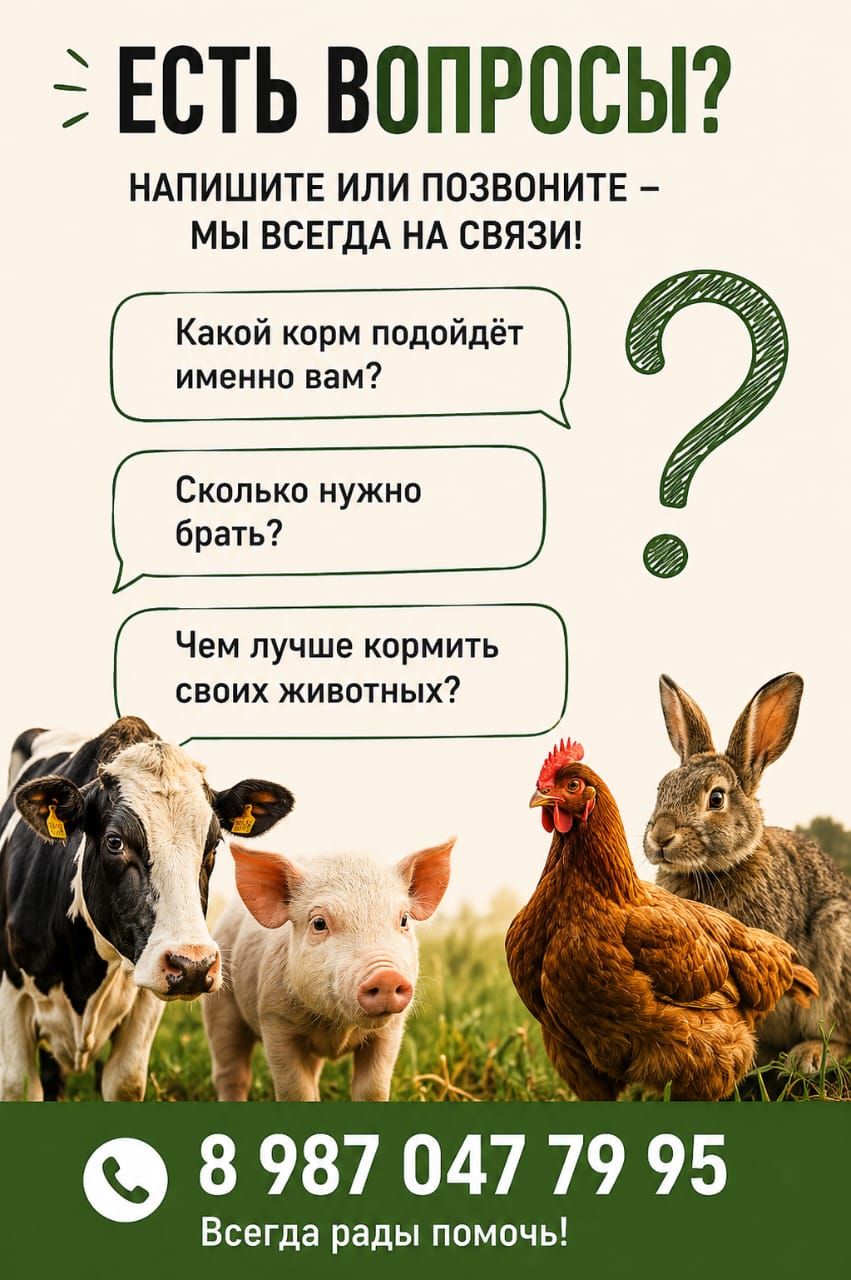 ЕСТЬ ВОПРОСЫ?
НАПИШИТЕ ИЛИ ПОЗВОНИТЕ –
МЫ ВСЕГДА НА СВЯЗИ!
Какой корм подойдёт
именно вам?
Сколько нужно
брать?
Чем лучше кормить
своих животных?
8 987 047 79 95
Всегда рады помочь!